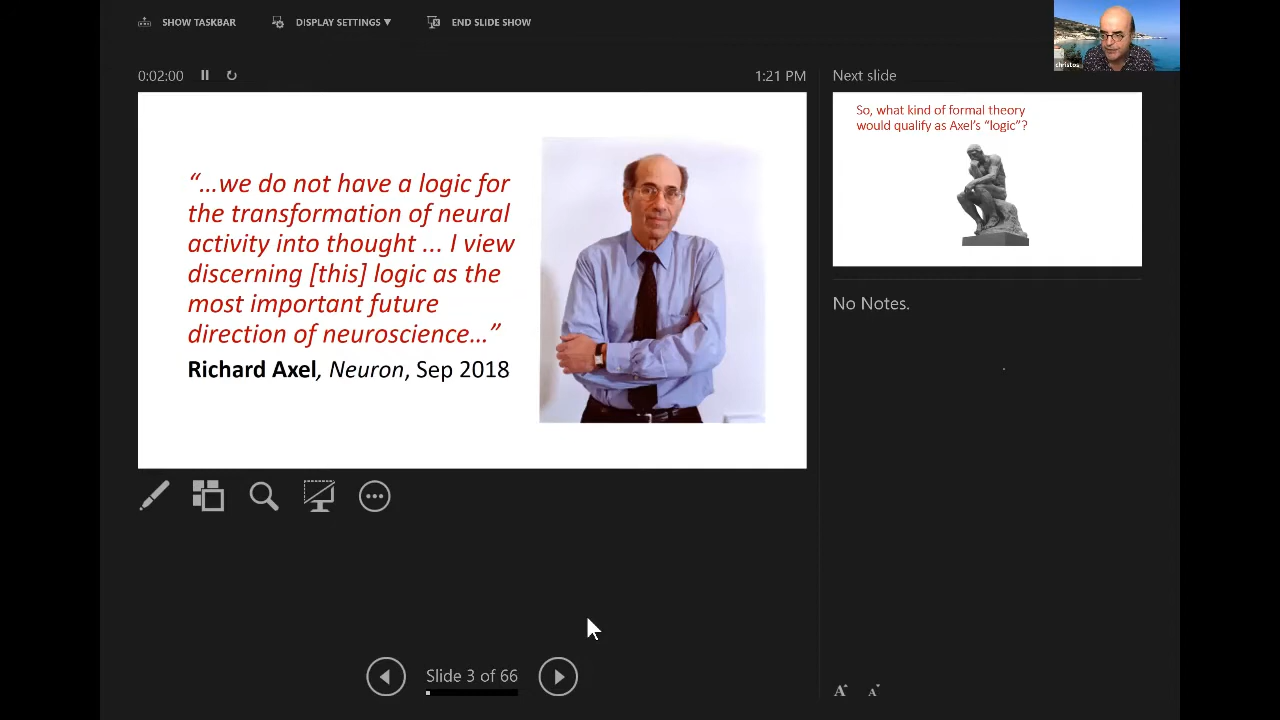 SHOW TASKBAR
DISPLAY SETTINGS ▼
END SLIDE SHOW
christos
0:02:00
1:21 PM
Next slide
“…we do not have a logic for
the transformation of neural
activity into thought … I view
discerning [this] logic as the
most important future
direction of neuroscience…”
Richard Axel, Neuron, Sep 2018
So, what kind of formal theory
would qualify as Axel’s “logic”?
No Notes.
Slide 3 of 66
A A